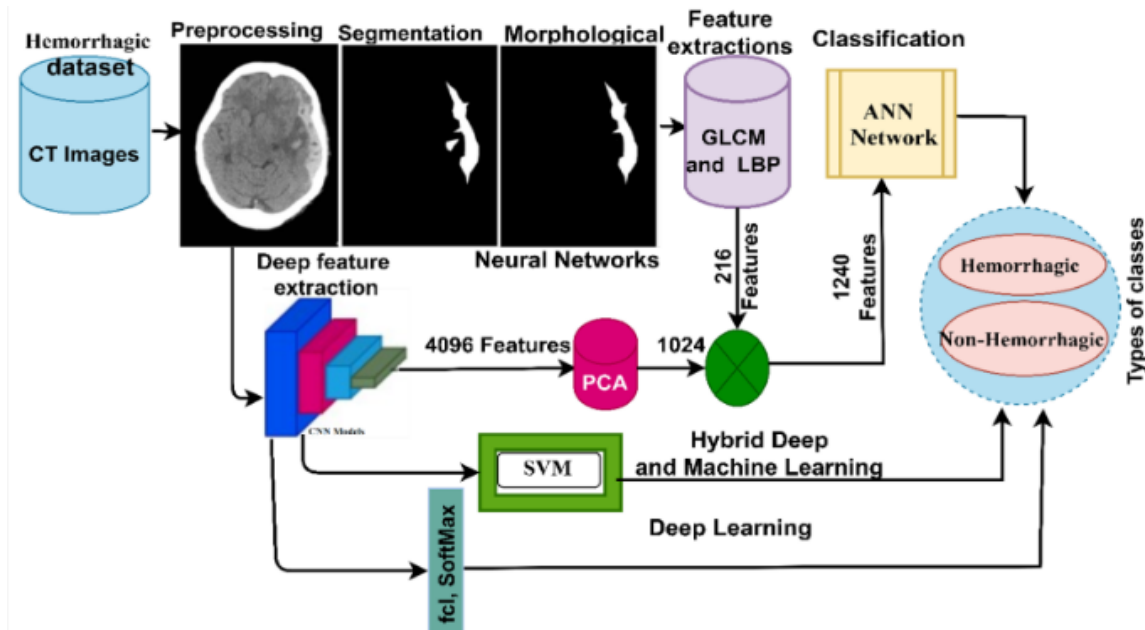 Hemorrhagic
dataset
CT Images
Preprocessing
Segmentation
Morphological
Feature
extractions
GLCM
and LBP
Classification
ANN
Network
Neural Networks
216
Features
1240
Features
Deep feature
extraction
CNN Models
4096 Features
PCA
1024
Hemorrhagic
Non-Hemorrhagic
Types of classes
SVM
Hybrid Deep
and Machine Learning
Deep Learning
fcl, SoftMax